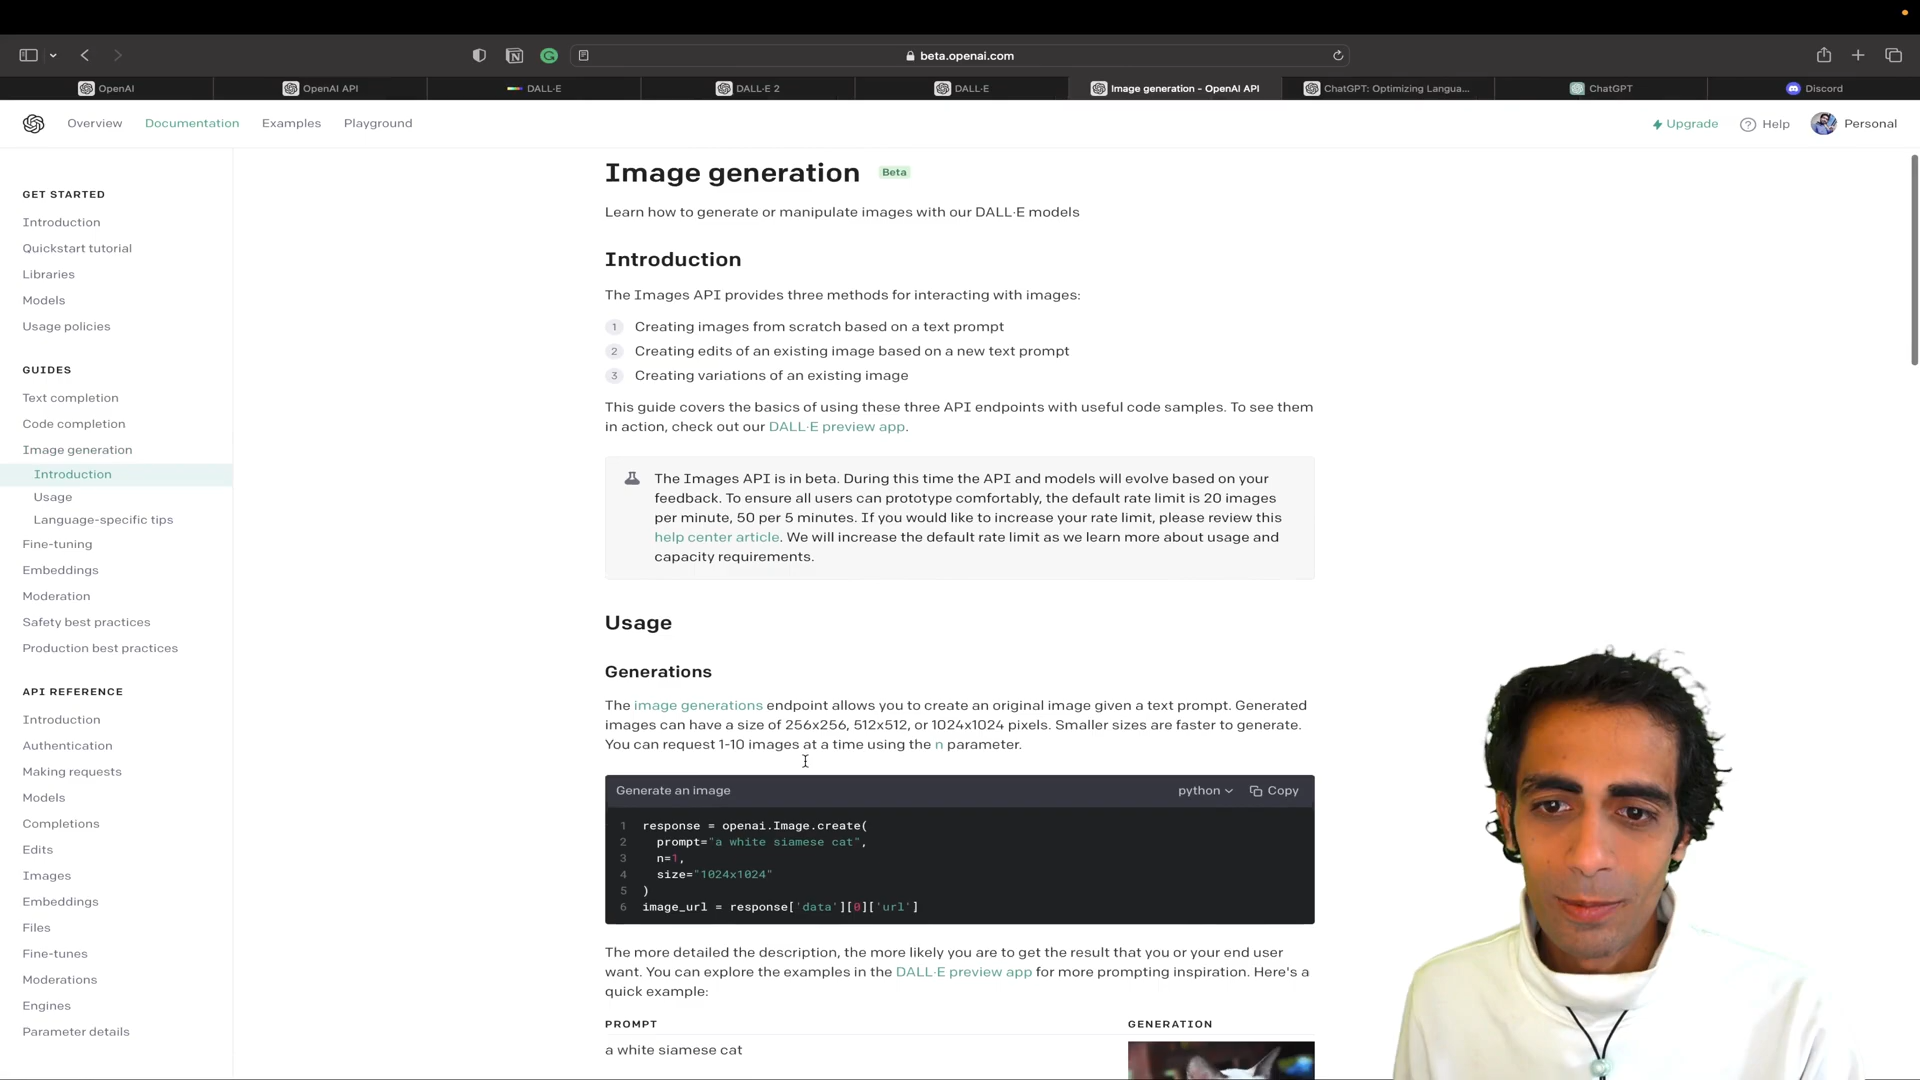 beta.openai.com
OpenAI
OpenAI API
DALL·E
DALL·E 2
DALL·E
Image generation - OpenAI API
ChatGPT: Optimizing Langua...
ChatGPT
Discord
Overview
Documentation
Examples
Playground
Upgrade
? Help
Personal
GET STARTED
Introduction
Quickstart tutorial
Libraries
Models
Usage policies
GUIDES
Text completion
Code completion
Image generation
Introduction
Usage
Language-specific tips
Fine-tuning
Embeddings
Moderation
Safety best practices
Production best practices
API REFERENCE
Introduction
Authentication
Making requests
Models
Completions
Edits
Images
Embeddings
Files
Fine-tunes
Moderations
Engines
Parameter details
Image generation Beta
Learn how to generate or manipulate images with our DALL·E models
Introduction
The Images API provides three methods for interacting with images:
1 Creating images from scratch based on a text prompt
2 Creating edits of an existing image based on a new text prompt
3 Creating variations of an existing image
This guide covers the basics of using these three API endpoints with useful code samples. To see them
in action, check out our DALL·E preview app.
The Images API is in beta. During this time the API and models will evolve based on your
feedback. To ensure all users can prototype comfortably, the default rate limit is 20 images
per minute, 50 per 5 minutes. If you would like to increase your rate limit, please review this
help center article. We will increase the default rate limit as we learn more about usage and
capacity requirements.
Usage
Generations
The image generations endpoint allows you to create an original image given a text prompt. Generated
images can have a size of 256x256, 512x512, or 1024x1024 pixels. Smaller sizes are faster to generate.
You can request 1-10 images at a time using the n parameter.
Generate an image
python
Copy
1 response = openai.Image.create(
2 prompt="a white siamese cat",
3 n=1,
4 size="1024x1024"
5 )
6 image_url = response['data'][0]['url']
The more detailed the description, the more likely you are to get the result that you or your end user
want. You can explore the examples in the DALL·E preview app for more prompting inspiration. Here's a
quick example:
PROMPT
GENERATION
a white siamese cat